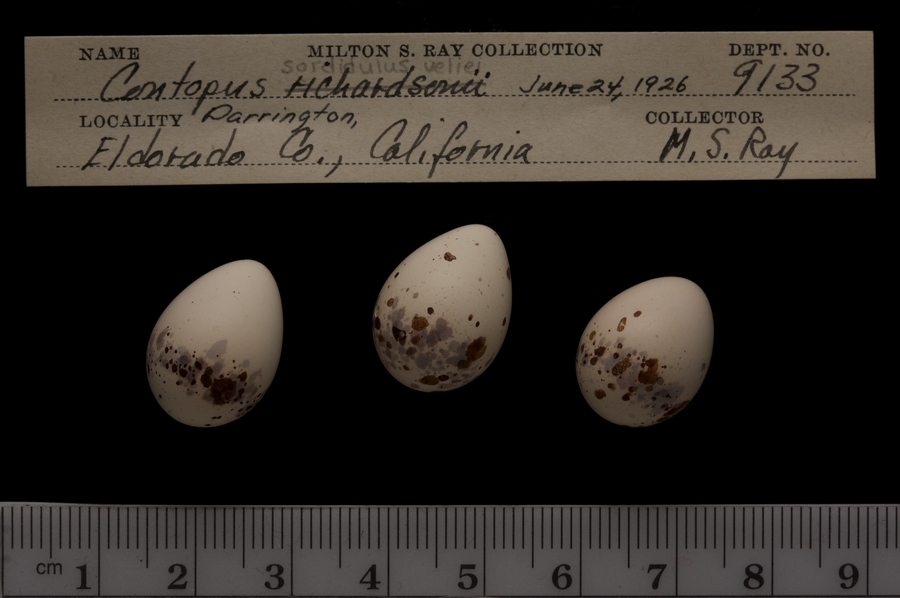 NAME MILTON S. RAY COLLECTION DEPT. NO.
sordidulus veliei
Contopus richardsonii June 24, 1926 9133
LOCALITY Darrington, COLLECTOR
Eldorado Co., California M. S. Ray
cm 1 2 3 4 5 6 7 8 9